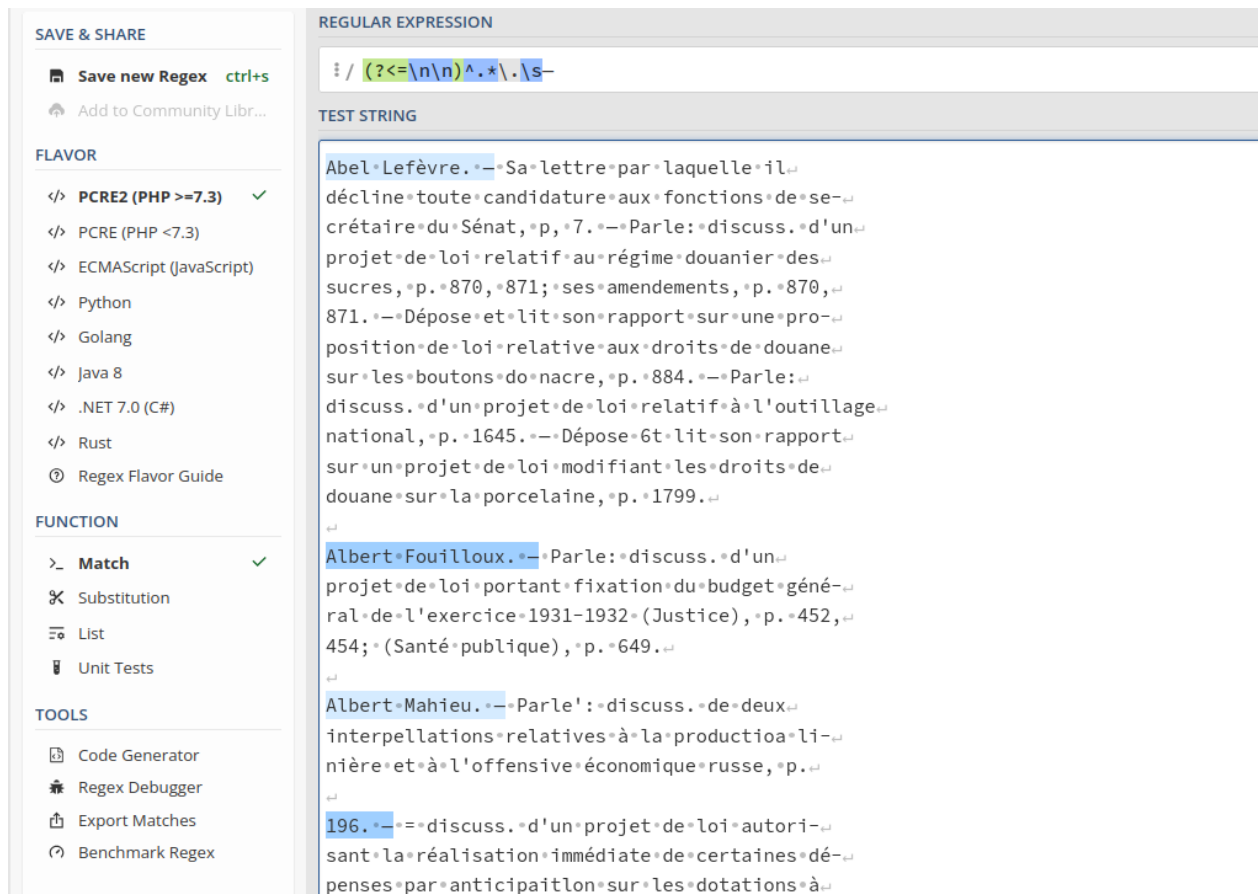 SAVE & SHARE
Save new Regex ctrl+s
Add to Community Libr...
FLAVOR
</> PCRE2 (PHP >=7.3)
</> PCRE (PHP <7.3)
</> ECMAScript (JavaScript)
</> Python
</> Golang
</> Java 8
</> .NET 7.0 (C#)
</> Rust
Regex Flavor Guide
FUNCTION
>_ Match
Substitution
List
Unit Tests
TOOLS
Code Generator
Regex Debugger
Export Matches
Benchmark Regex
REGULAR EXPRESSION
/ (?<=\n\n)^.*\.\s—
TEST STRING
Abel·Lefèvre.·—·Sa·lettre·par·laquelle·il↵
décline·toute·candidature·aux·fonctions·de·se-↵
crétaire·du·Sénat,·p,·7.·—·Parle:·discuss.·d'un↵
projet·de·loi·relatif·au·régime·douanier·des↵
sucres,·p.·870,·871;·ses·amendements,·p.·870,↵
871.·—·Dépose·et·lit·son·rapport·sur·une·pro-↵
position·de·loi·relative·aux·droits·de·douane↵
sur·les·boutons·do·nacre,·p.·884.·—·Parle:↵
discuss.·d'un·projet·de·loi·relatif·à·l'outillage↵
national,·p.·1645.·—·Dépose·6t·lit·son·rapport↵
sur·un·projet·de·loi·modifiant·les·droits·de↵
douane·sur·la·porcelaine,·p.·1799.↵
↵
Albert·Fouilloux.·—·Parle:·discuss.·d'un↵
projet·de·loi·portant·fixation·du·budget·géné-↵
ral·de·l'exercice·1931-1932·(Justice),·p.·452,↵
454;·(Santé·publique),·p.·649.↵
↵
Albert·Mahieu.·—·Parle':·discuss.·de·deux↵
interpellations·relatives·à·la·productioa·li-↵
nière·et·à·l'offensive·économique·russe,·p.↵
↵
196.·—·=·discuss.·d'un·projet·de·loi·autori-↵
sant·la·réalisation·immédiate·de·certaines·dé-↵
penses·par·anticipaitlon·sur·les·dotations·à↵